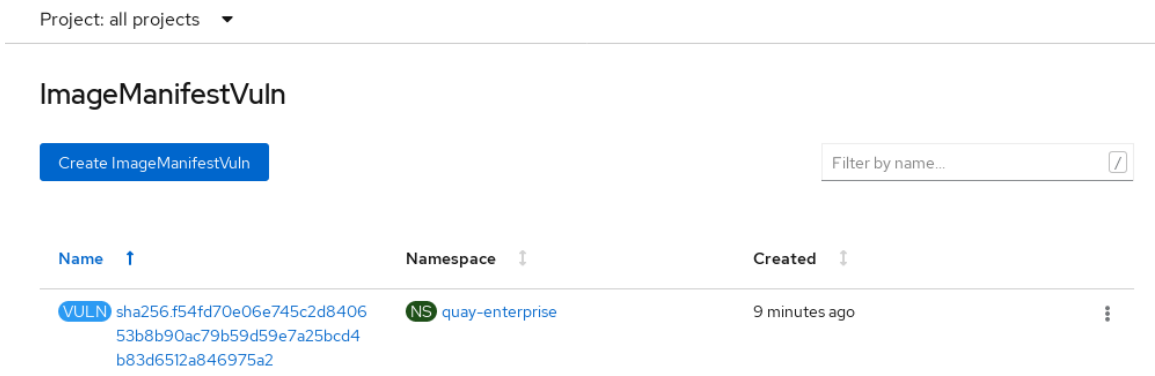 Project: all projects
ImageManifestVuln
Create ImageManifestVuln
Filter by name...
/
Name Namespace Created
VULN sha256.f54fd70e06e745c2d8406 NS quay-enterprise 9 minutes ago
53b8b90ac79b59d59e7a25bcd4
b83d6512a846975a2